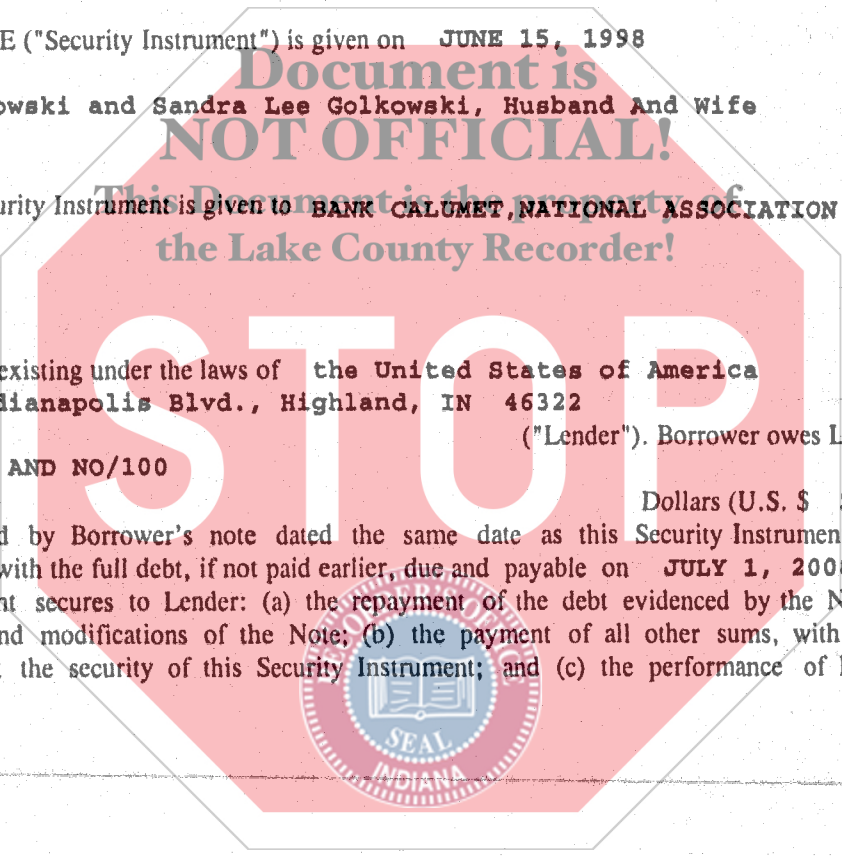 E ("Security Instrument") is given on JUNE 15, 1998
Document is
owski and Sandra Lee Golkowski, Husband And Wife
NOT OFFICIAL!
urity Instrument is given to BANK CALUMET,NATIONAL ASSOCIATION
This Document is the property of
the Lake County Recorder!
STOP
existing under the laws of the United States of America
dianapolis Blvd., Highland, IN 46322
("Lender"). Borrower owes L
AND NO/100
Dollars (U.S. $
d by Borrower's note dated the same date as this Security Instrumen
with the full debt, if not paid earlier, due and payable on JULY 1, 2008
nt secures to Lender: (a) the repayment of the debt evidenced by the N
nd modifications of the Note; (b) the payment of all other sums, with
the security of this Security Instrument; and (c) the performance of
SEAL
INDIANA